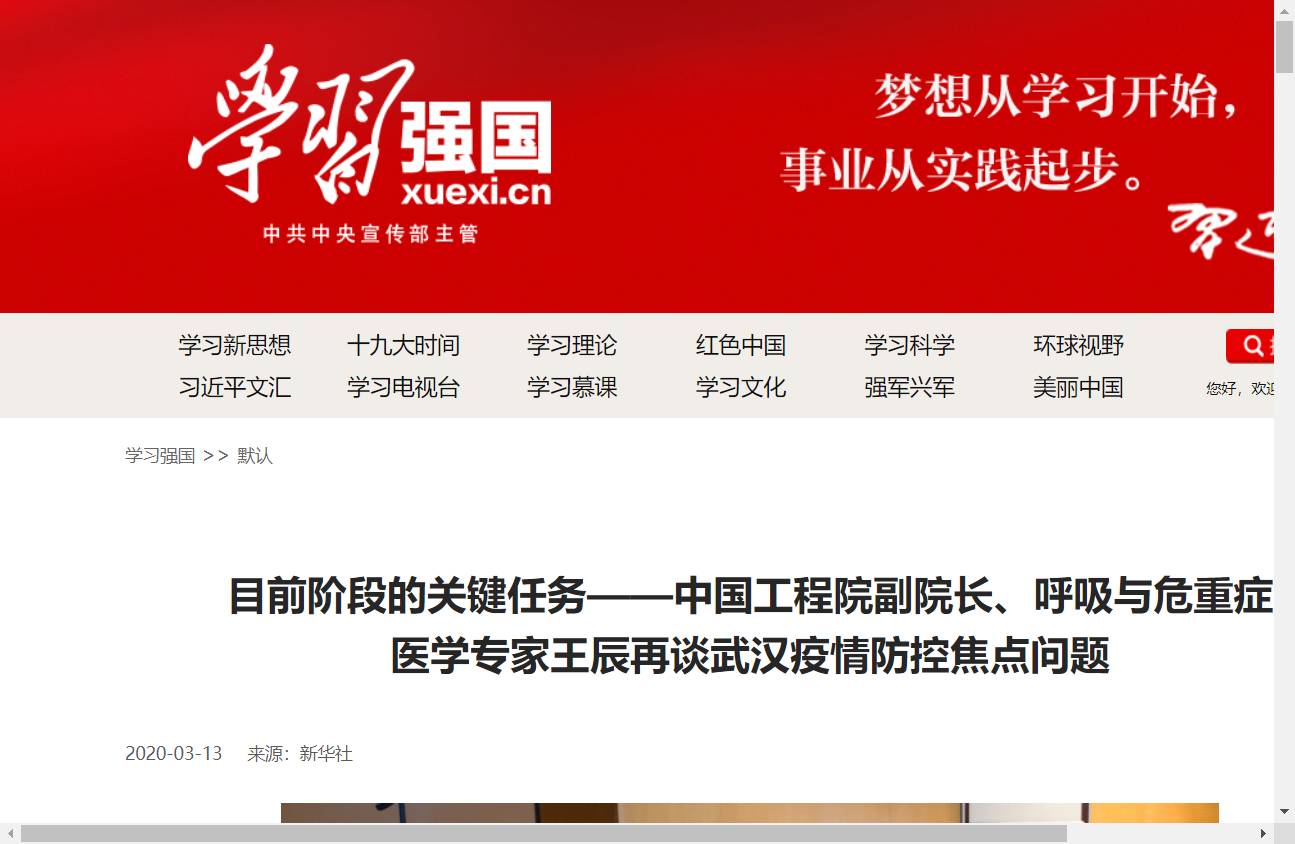 学习强国
xuexi.cn
中共中央宣传部主管
梦想从学习开始，
事业从实践起步。
学习新思想 十九大时间 学习理论 红色中国 学习科学 环球视野
习近平文汇 学习电视台 学习慕课 学习文化 强军兴军 美丽中国
您好，欢迎
学习强国 >> 默认
目前阶段的关键任务——中国工程院副院长、呼吸与危重症
医学专家王辰再谈武汉疫情防控焦点问题
2020-03-13 来源：新华社